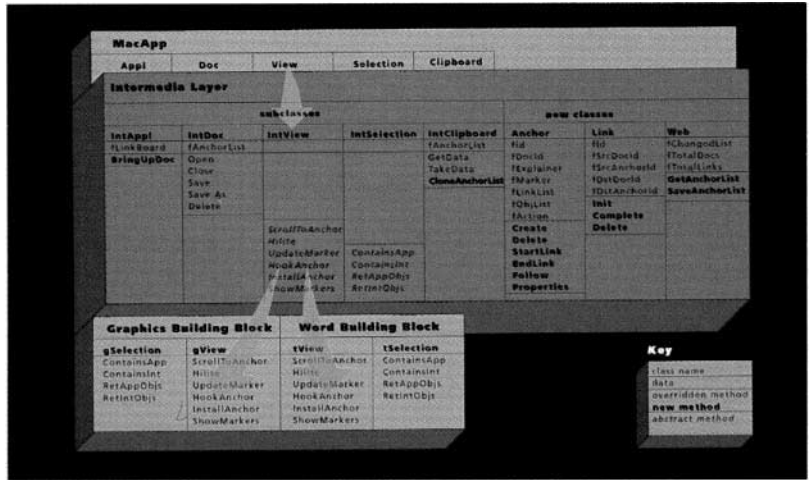 MacApp
Appl Doc View Selection Clipboard
Intermedia Layer
subclasses new classes
IntAppl IntDoc IntView IntSelection IntClipboard Anchor Link Web
fLinkBoard fAnchorList fAnchorList fId fId fChangedList
BringUpDoc Open GetData fDocId fSrcDocId fTotalDocs
Close TakeData fExplainer fSrcAnchorId fTotalLinks
Save CloneAnchorList fMarker fDstDocId GetAnchorList
Save As fLinkList fDstAnchorId SaveAnchorList
Delete fObjList Init
fAction Complete
ScrollToAnchor Create Delete
Hilite Delete
UpdateMarker ContainsApp StartLink
HookAnchor ContainsInt EndLink
InstallAnchor RetAppObjs Follow
ShowMarkers RetIntObjs Properties
Graphics Building Block Word Building Block
gSelection gView tView tSelection
ContainsApp ScrollToAnchor ScrollToAnchor ContainsApp
ContainsInt Hilite Hilite ContainsInt
RetAppObjs UpdateMarker UpdateMarker RetAppObjs
RetIntObjs HookAnchor HookAnchor RetIntObjs
InstallAnchor InstallAnchor
ShowMarkers ShowMarkers
Key
class name
data
overridden method
new method
abstract method